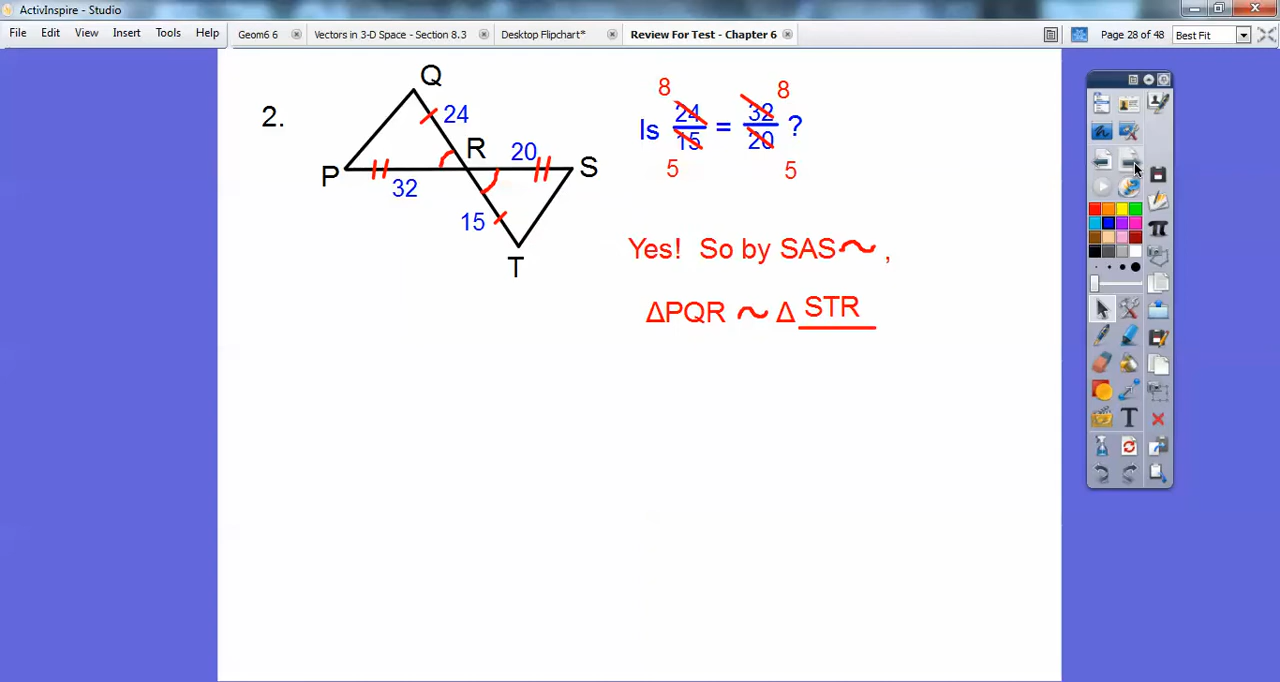 ActivInspire - Studio
File Edit View Insert Tools Help
Geom6 6 Vectors in 3-D Space - Section 8.3 Desktop Flipchart* Review For Test - Chapter 6 Page 28 of 48 Best Fit
2.
Q
24
R
20
S
P
32
15
T
8 8
Is 24/15 = 32/20 ?
5 5
Yes! So by SAS~ ,
ΔPQR ~ Δ STR
T